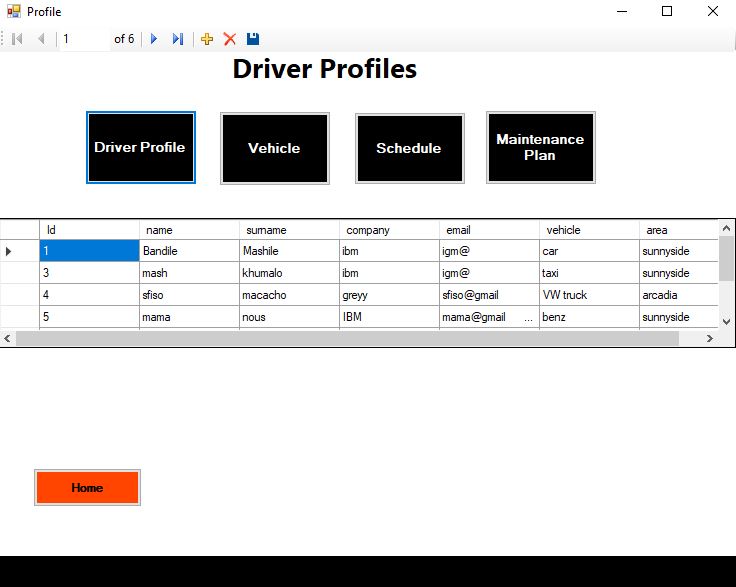 Profile
1 of 6
Driver Profiles
Driver Profile Vehicle Schedule Maintenance Plan
Id name surname company email vehicle area
1 Bandile Mashile ibm igm@ car sunnyside
3 mash khumalo ibm igm@ taxi sunnyside
4 sfiso macacho greyy sfiso@gmail VW truck arcadia
5 mama nous IBM mama@gmail ... benz sunnyside
Home